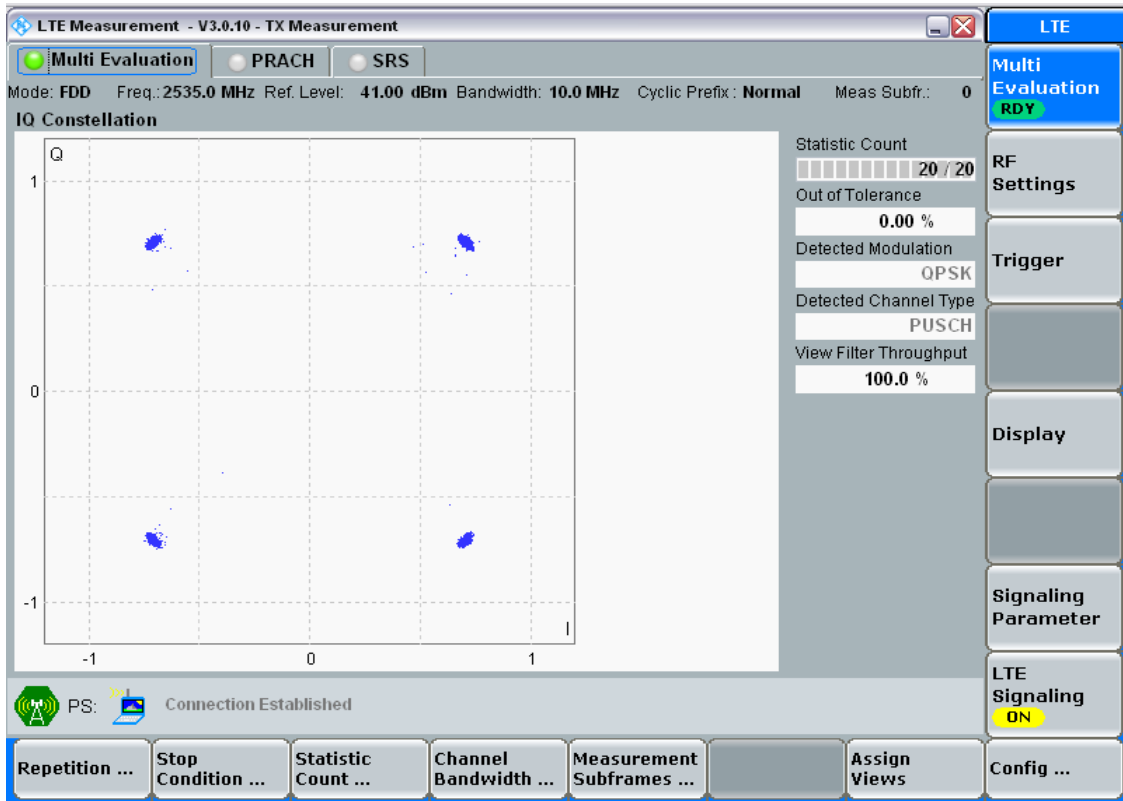 LTE Measurement - V3.0.10 - TX Measurement
LTE
Multi Evaluation PRACH SRS
Multi
Evaluation
RDY
Mode: FDD Freq.: 2535.0 MHz Ref. Level: 41.00 dBm Bandwidth: 10.0 MHz Cyclic Prefix : Normal Meas Subfr.: 0
IQ Constellation
Q
1
0
-1
I
-1 0 1
Statistic Count
20 / 20
Out of Tolerance
0.00 %
Detected Modulation
QPSK
Detected Channel Type
PUSCH
View Filter Throughput
100.0 %
RF
Settings
Trigger
Display
Signaling
Parameter
LTE
Signaling
ON
PS: Connection Established
Repetition ...
Stop
Condition ...
Statistic
Count ...
Channel
Bandwidth ...
Measurement
Subframes ...
Assign
Views
Config ...